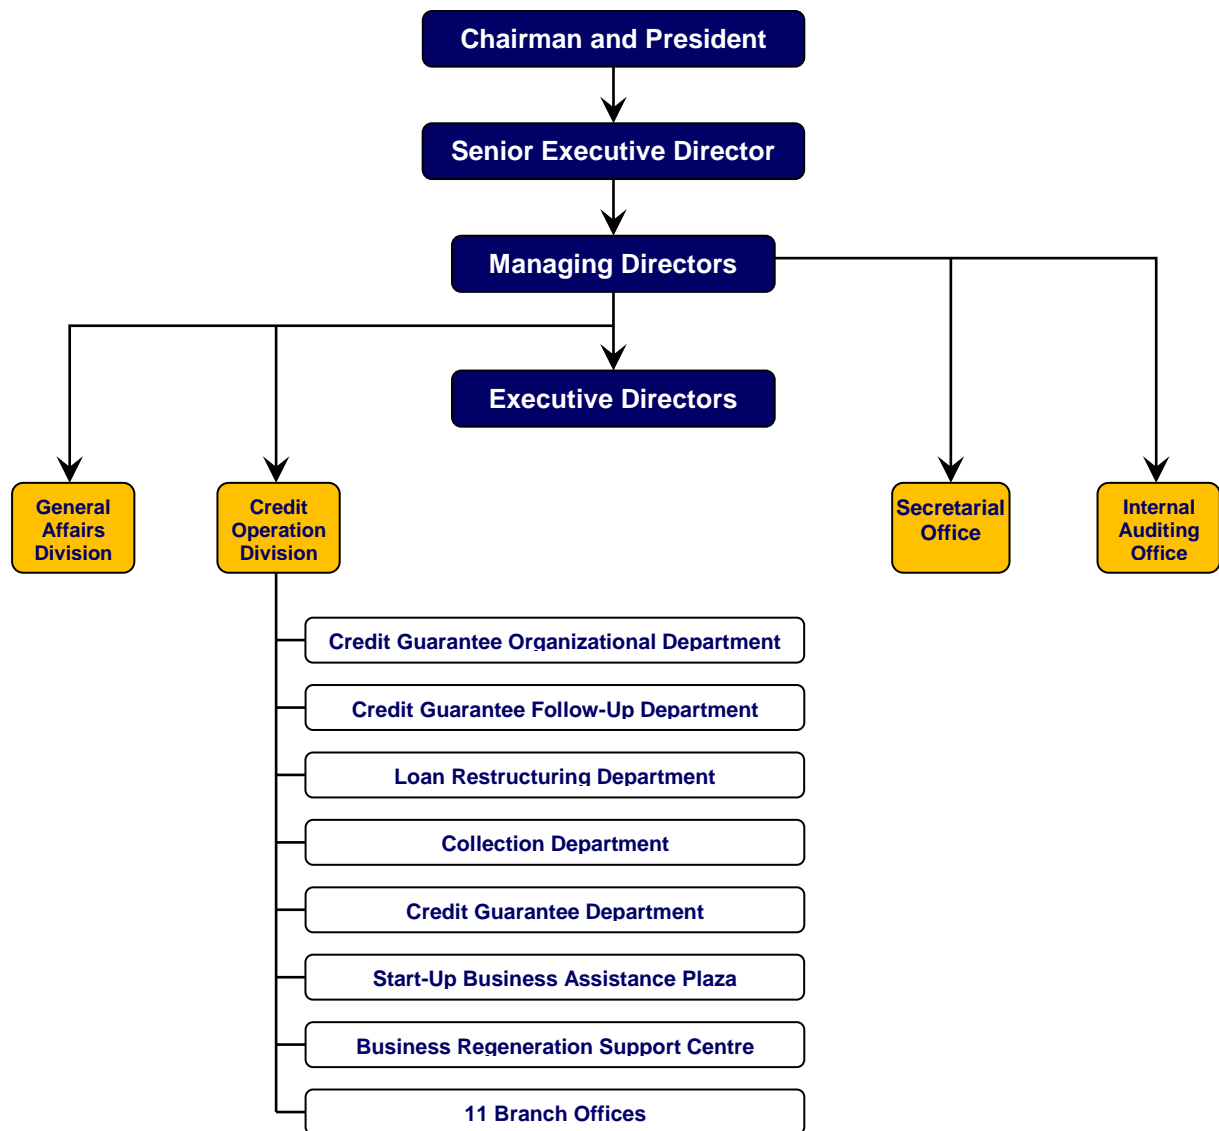 Chairman and President
Senior Executive Director
Managing Directors
Executive Directors
General
Affairs
Division
Credit
Operation
Division
Secretarial
Office
Internal
Auditing
Office
Credit Guarantee Organizational Department
Credit Guarantee Follow-Up Department
Loan Restructuring Department
Collection Department
Credit Guarantee Department
Start-Up Business Assistance Plaza
Business Regeneration Support Centre
11 Branch Offices